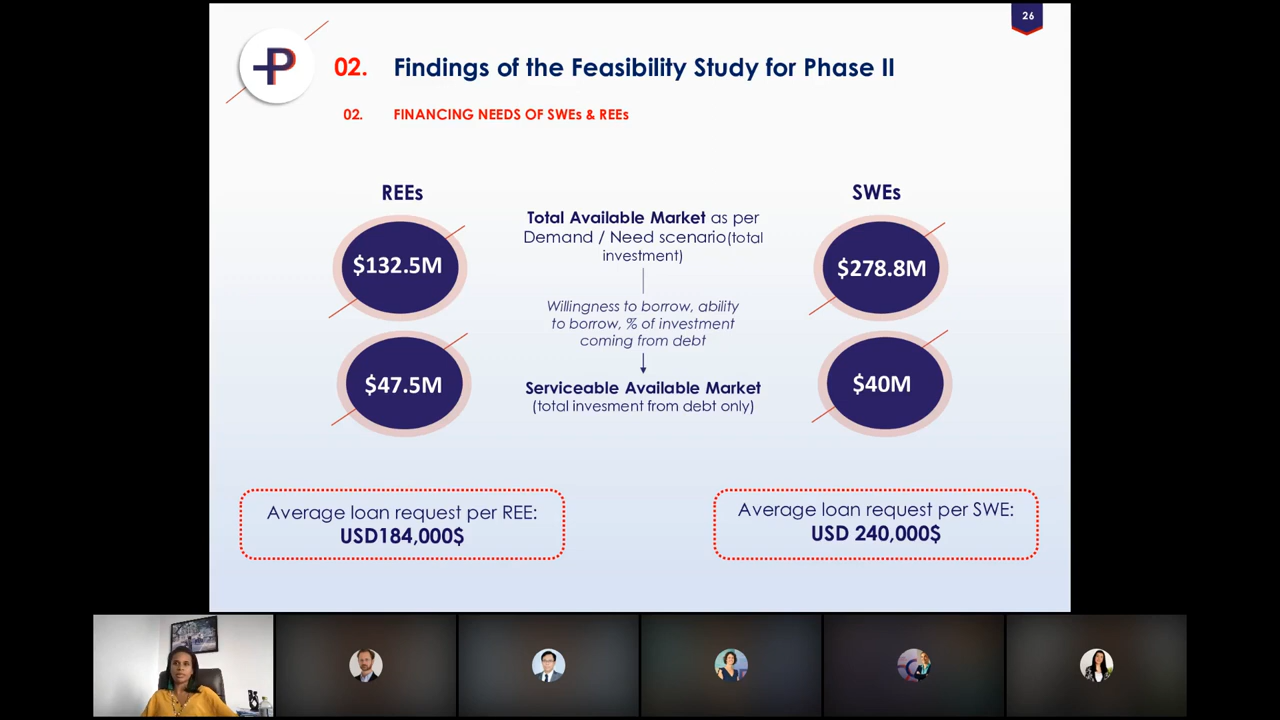 26
P
02. Findings of the Feasibility Study for Phase II
02. FINANCING NEEDS OF SWEs & REEs
REEs
$132.5M
$47.5M
Total Available Market as per
Demand / Need scenario(total
investment)
Willingness to borrow, ability
to borrow, % of investment
coming from debt
Serviceable Available Market
(total invesment from debt only)
SWEs
$278.8M
$40M
Average loan request per REE:
USD184,000$
Average loan request per SWE:
USD 240,000$